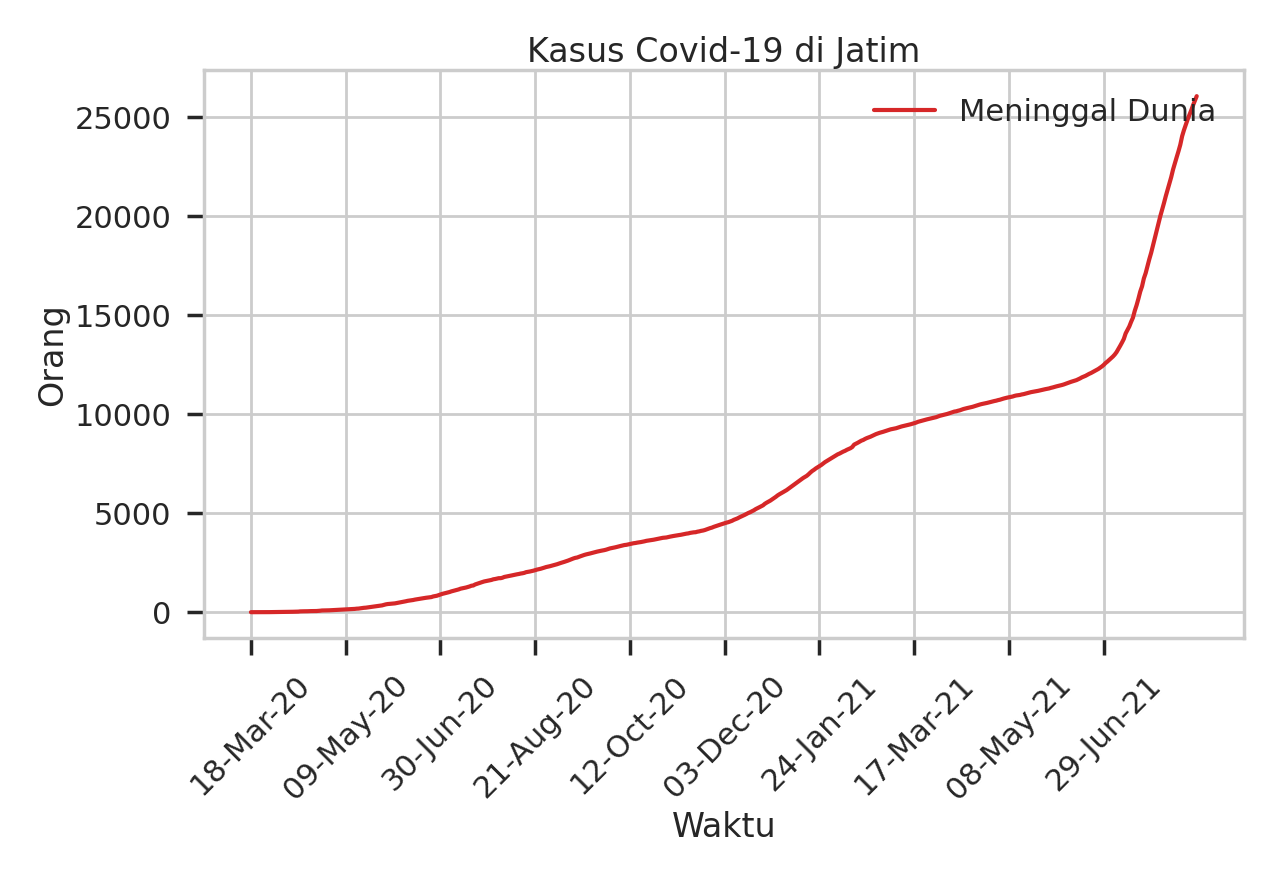 Kasus Covid-19 di Jatim
Meninggal Dunia
Orang
25000
20000
15000
10000
5000
0
18-Mar-20
09-May-20
30-Jun-20
21-Aug-20
12-Oct-20
03-Dec-20
24-Jan-21
17-Mar-21
08-May-21
29-Jun-21
Waktu